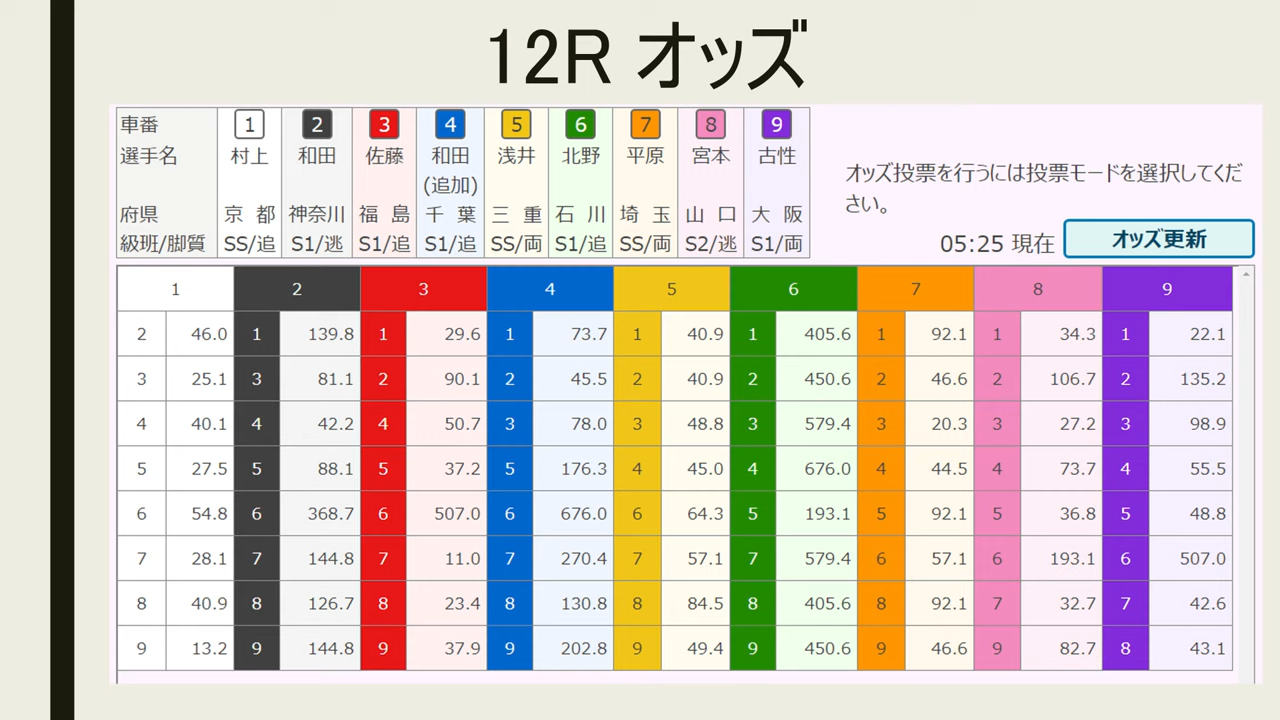 12R オッズ
車番 1 2 3 4 5 6 7 8 9
選手名 村上 和田 佐藤 和田 浅井 北野 平原 宮本 古性
(追加)
府県 京 都 神奈川 福 島 千 葉 三 重 石 川 埼 玉 山 口 大 阪
級班/脚質 SS/追 S1/逃 S1/追 S1/追 SS/両 S1/追 SS/両 S2/逃 S1/両
オッズ投票を行うには投票モードを選択してくだ
さい。
05:25 現在 オッズ更新
1 2 3 4 5 6 7 8 9
2 46.0 1 139.8 1 29.6 1 73.7 1 40.9 1 405.6 1 92.1 1 34.3 1 22.1
3 25.1 3 81.1 2 90.1 2 45.5 2 40.9 2 450.6 2 46.6 2 106.7 2 135.2
4 40.1 4 42.2 4 50.7 3 78.0 3 48.8 3 579.4 3 20.3 3 27.2 3 98.9
5 27.5 5 88.1 5 37.2 5 176.3 4 45.0 4 676.0 4 44.5 4 73.7 4 55.5
6 54.8 6 368.7 6 507.0 6 676.0 6 64.3 5 193.1 5 92.1 5 36.8 5 48.8
7 28.1 7 144.8 7 11.0 7 270.4 7 57.1 7 579.4 6 57.1 6 193.1 6 507.0
8 40.9 8 126.7 8 23.4 8 130.8 8 84.5 8 405.6 8 92.1 7 32.7 7 42.6
9 13.2 9 144.8 9 37.9 9 202.8 9 49.4 9 450.6 9 46.6 9 82.7 8 43.1